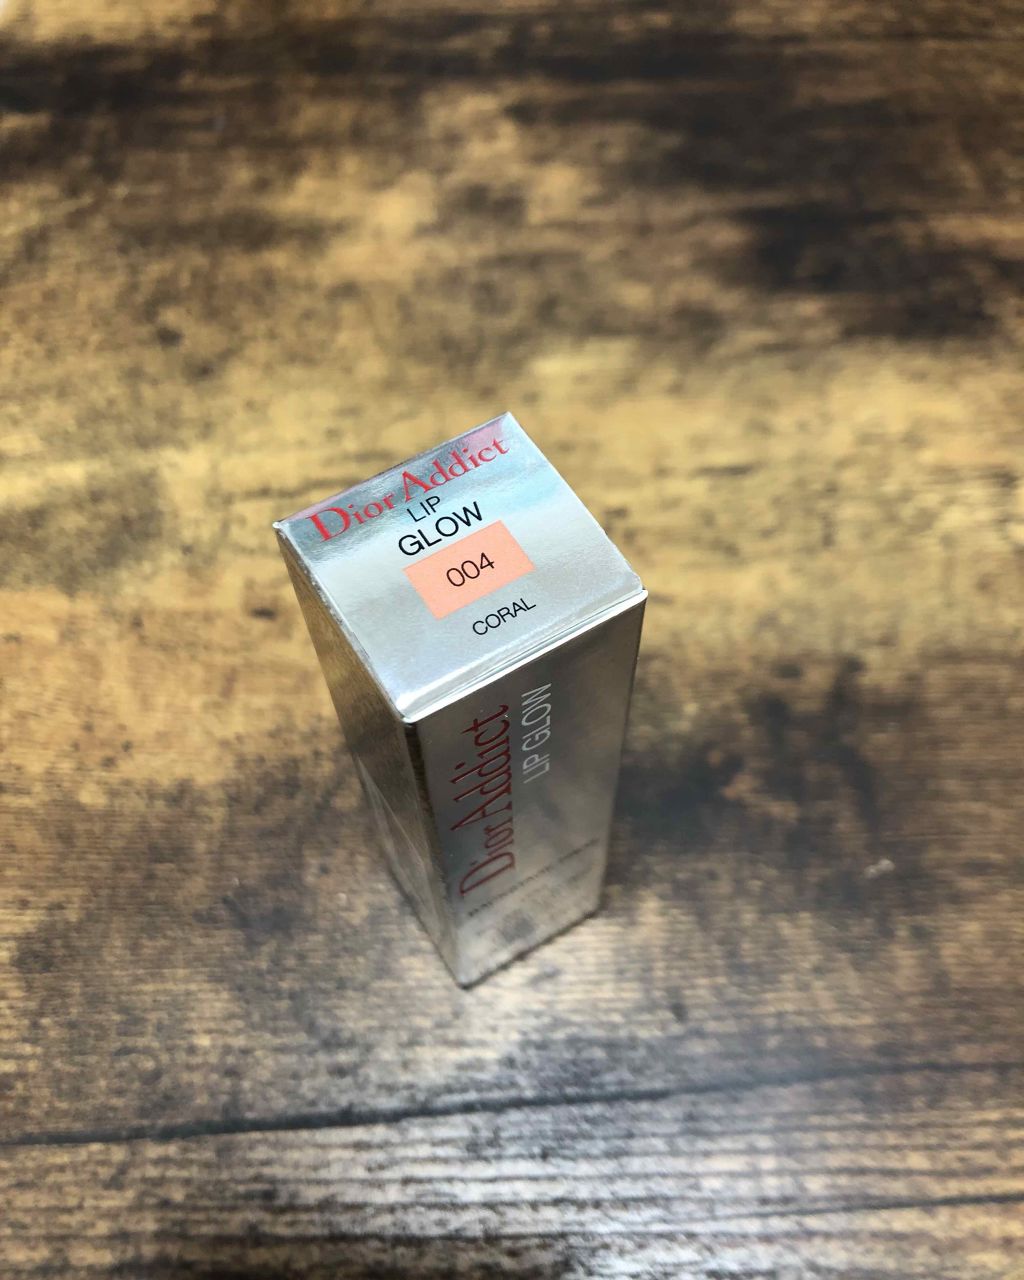 Dior Addict
LIP
GLOW
004
CORAL
Dior Addict
LIP GLOW